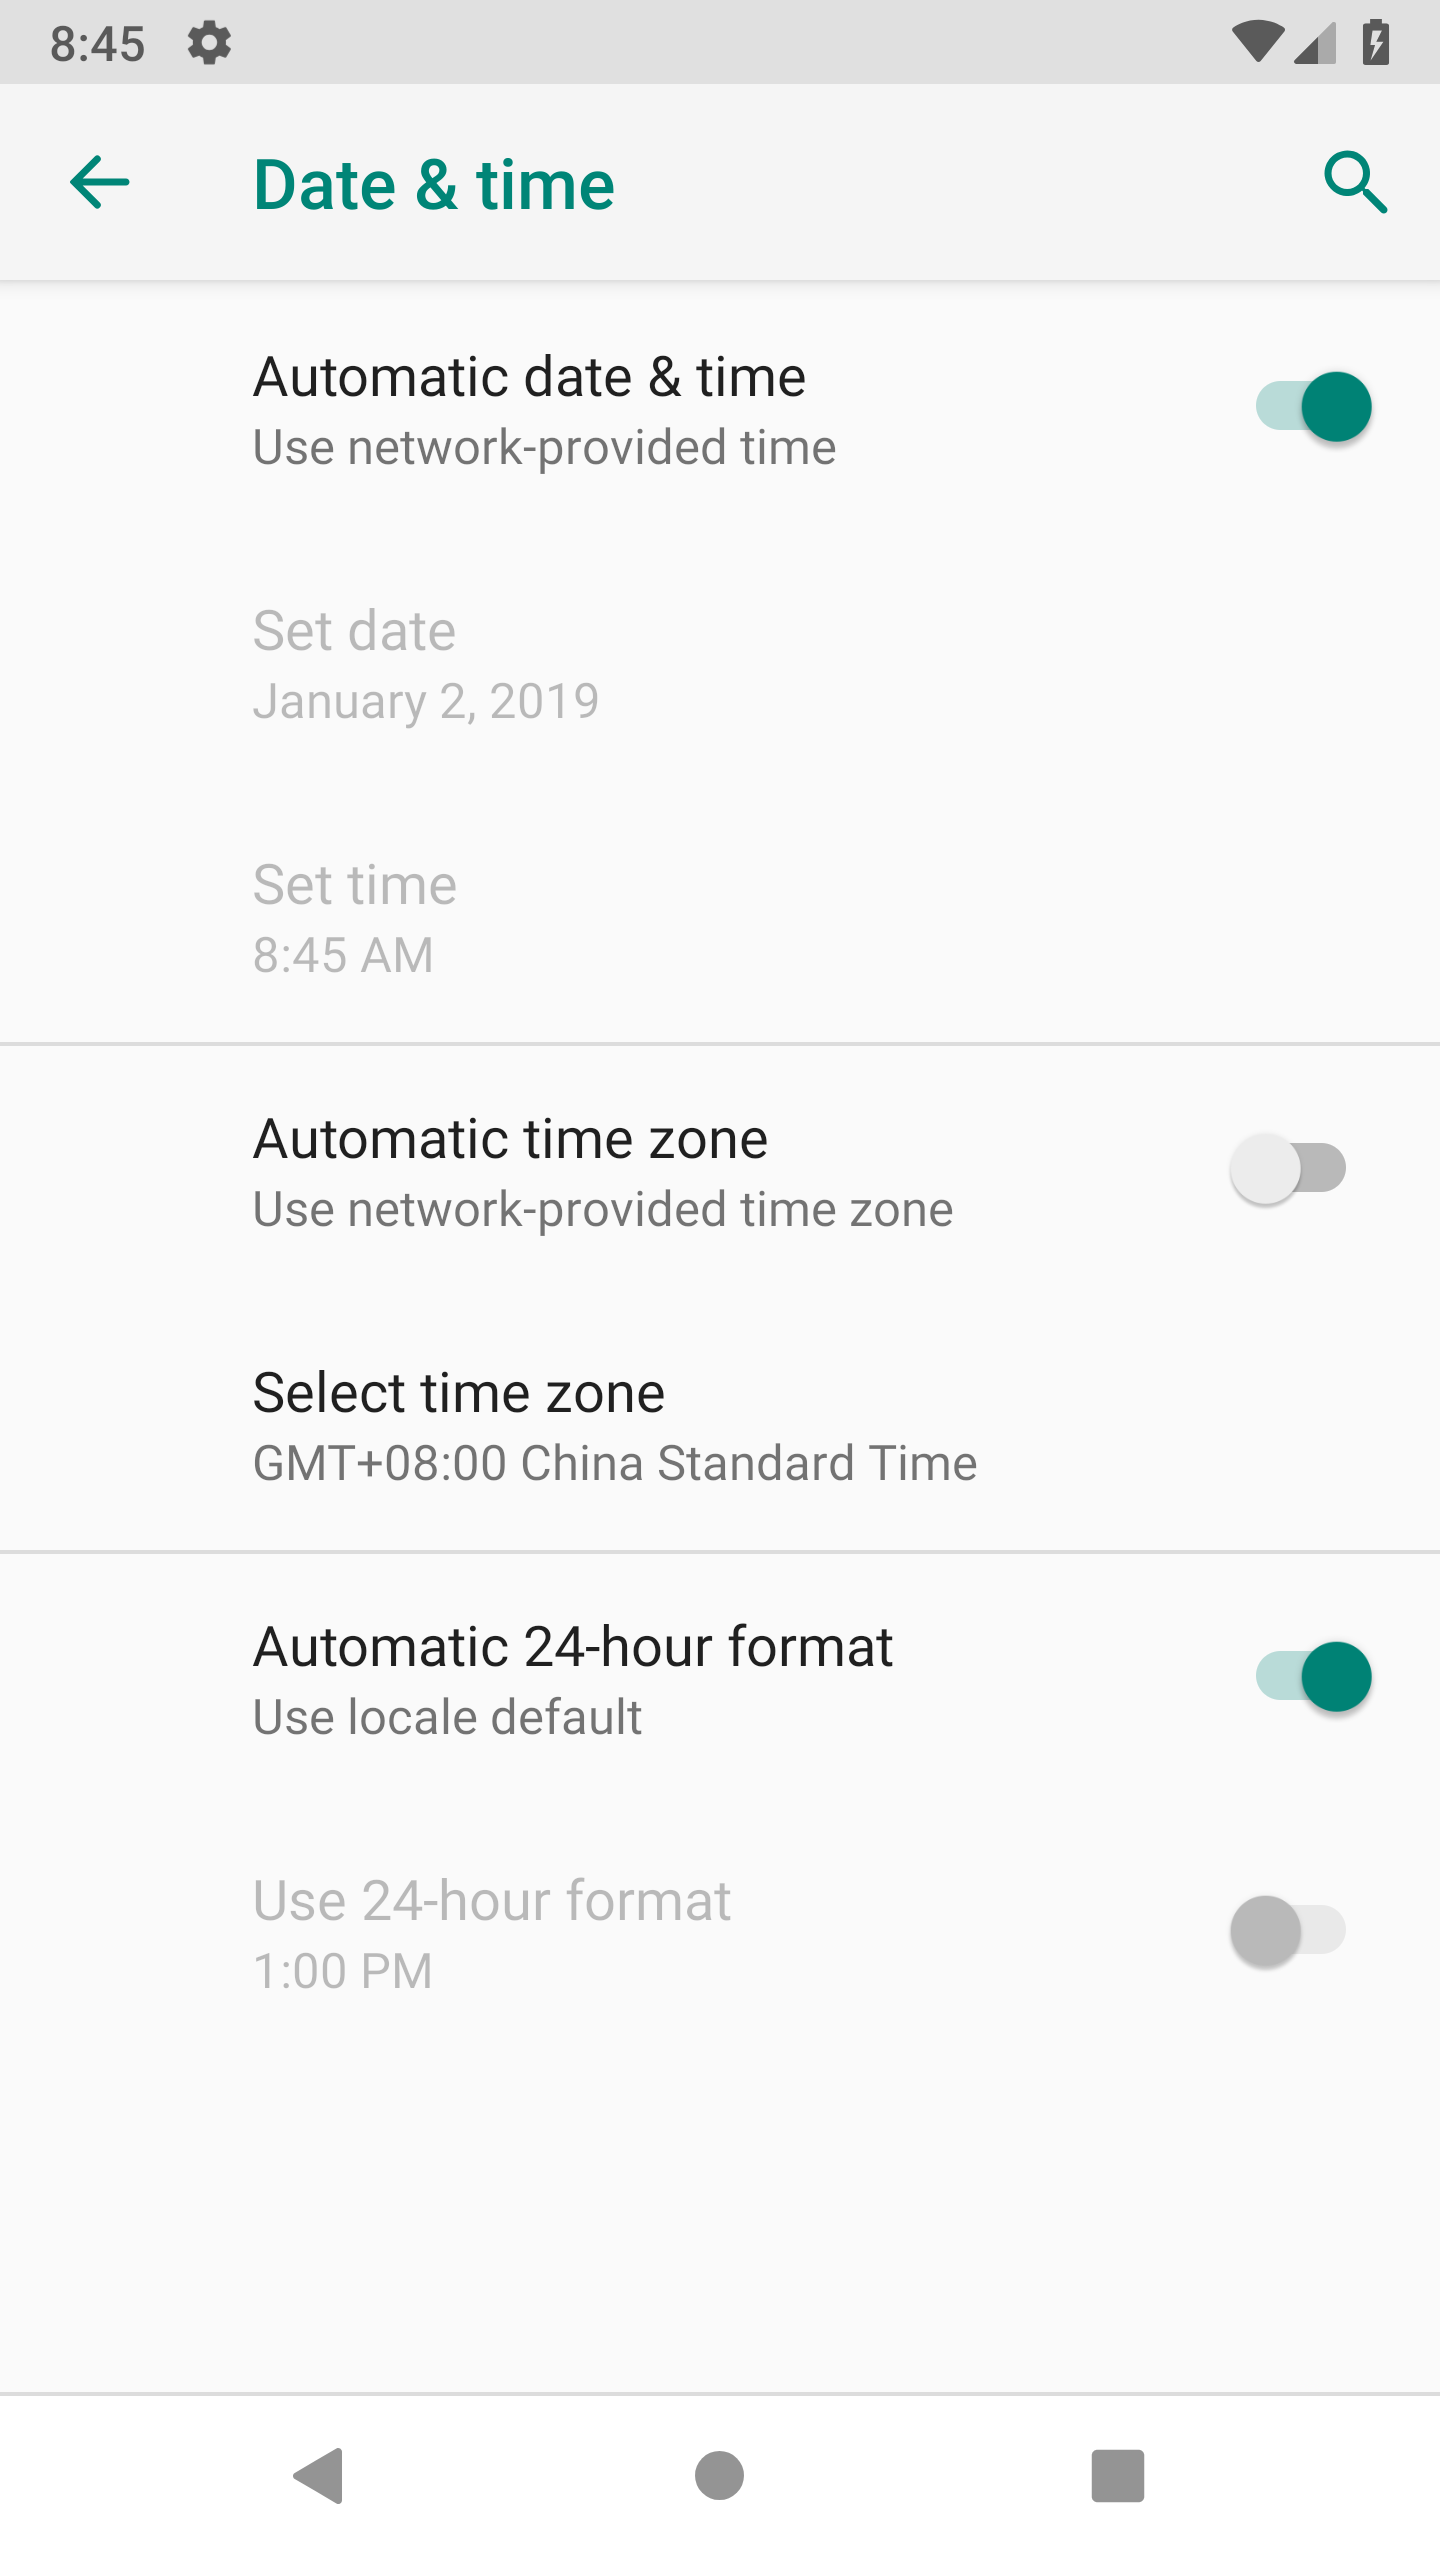 8:45
Date & time
Automatic date & time
Use network-provided time
Set date
January 2, 2019
Set time
8:45 AM
Automatic time zone
Use network-provided time zone
Select time zone
GMT+08:00 China Standard Time
Automatic 24-hour format
Use locale default
Use 24-hour format
1:00 PM